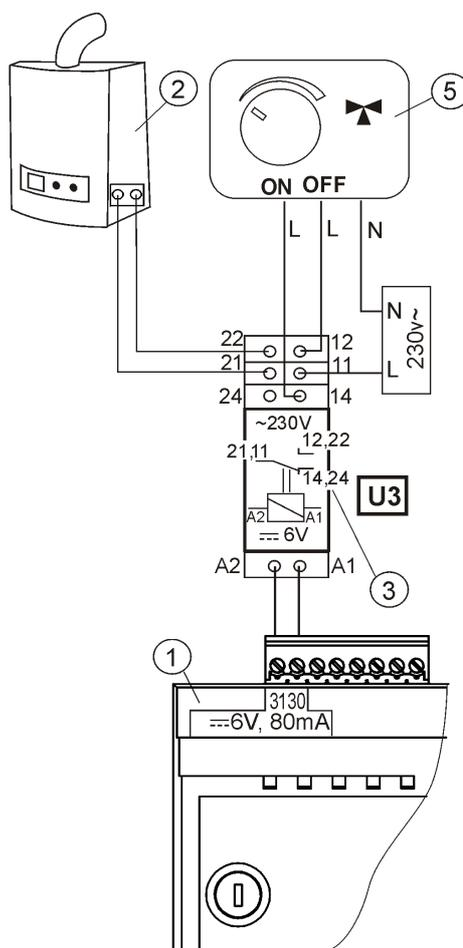 2
5
ON OFF
L L N
N
230v~
L
22 12
21 11
24 14
~230V
12,22
21,11
14,24
U3
A2 A1
6V
A2 A1
3
1
3130
6V, 80mA